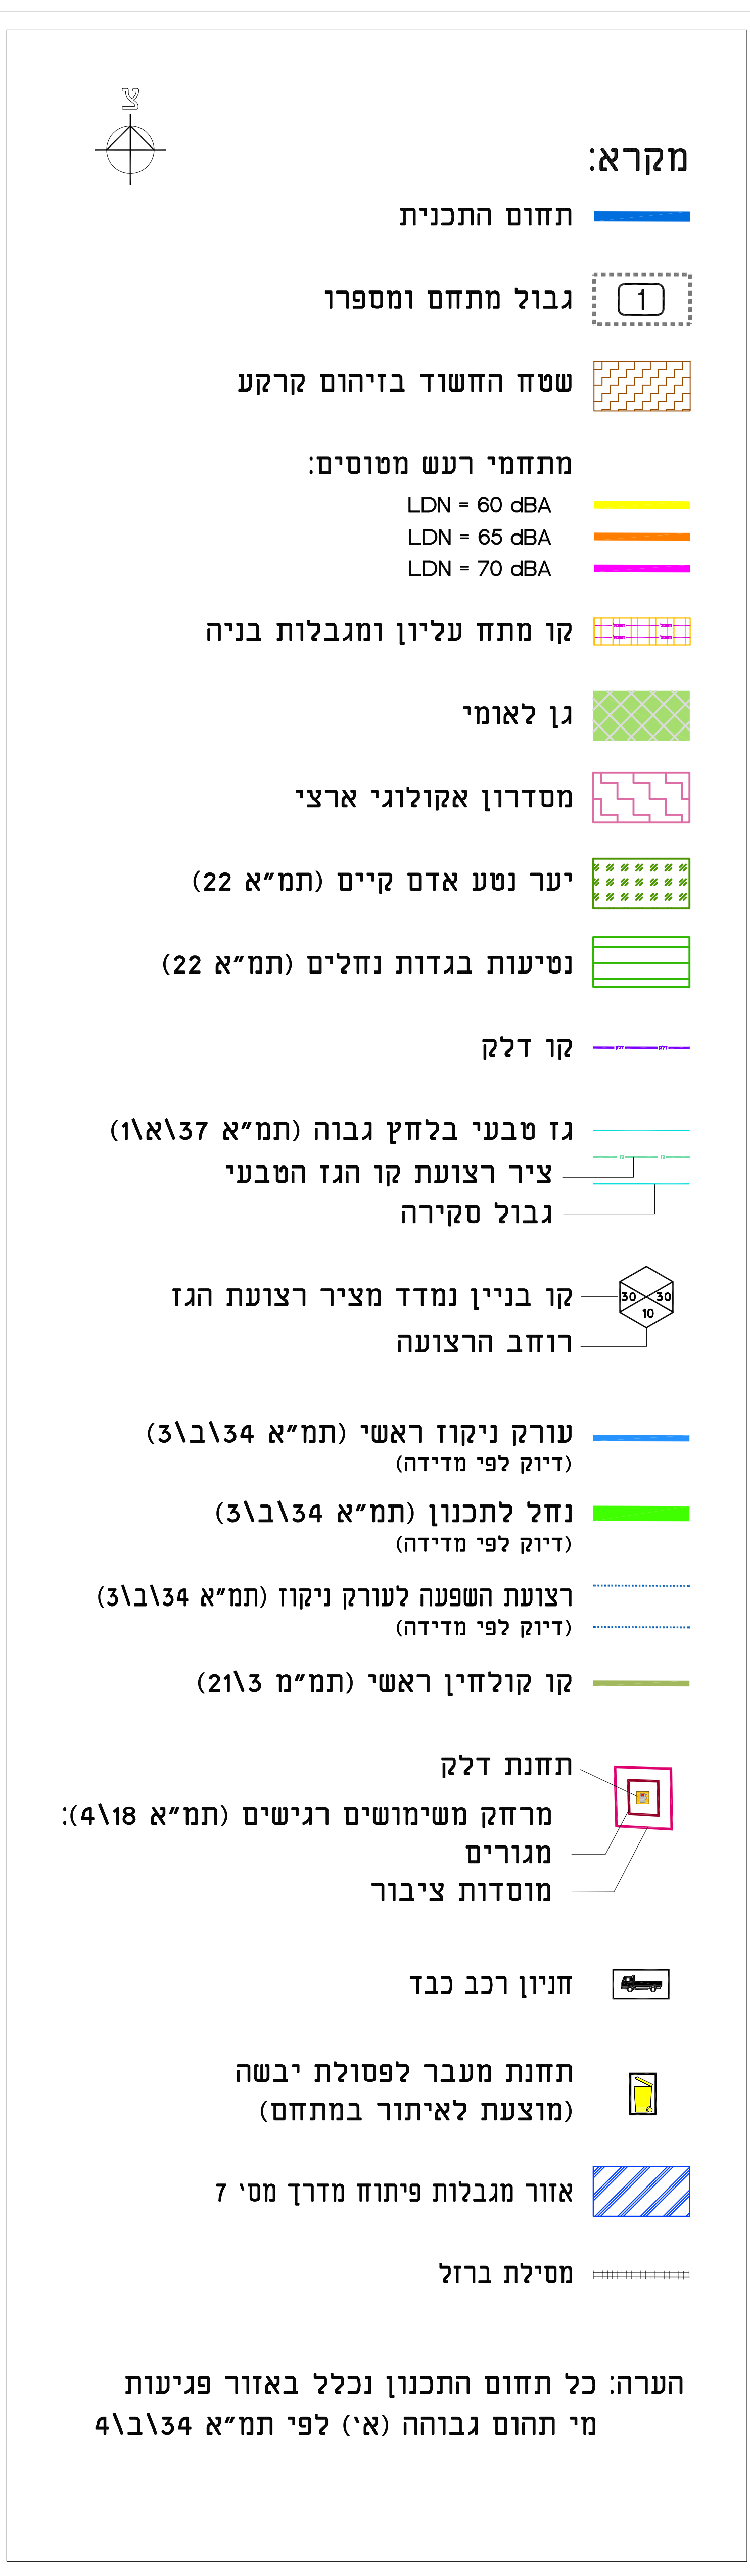 צ
מקרא:
תחום התכנית
גבול מתחם ומספרו
1
שטח החשוד בזיהום קרקע
מתחמי רעש מטוסים:
LDN = 60 dBA
LDN = 65 dBA
LDN = 70 dBA
קו מתח עליון ומגבלות בניה
גן לאומי
מסדרון אקולוגי ארצי
יער נטע אדם קיים (תמ"א 22)
נטיעות בגדות נחלים (תמ"א 22)
קו דלק
דלק דלק
גז טבעי בלחץ גבוה (תמ"א 37\א\1)
ציר רצועת קו הגז הטבעי
גבול סקירה
קו בניין נמדד מציר רצועת הגז
30 30
10
רוחב הרצועה
עורק ניקוז ראשי (תמ"א 34\ב\3)
(דיוק לפי מדידה)
נחל לתכנון (תמ"א 34\ב\3)
(דיוק לפי מדידה)
רצועת השפעה לעורק ניקוז (תמ"א 34\ב\3)
(דיוק לפי מדידה)
קו קולחין ראשי (תמ"מ 3\21)
תחנת דלק
מרחק משימושים רגישים (תמ"א 18\4):
מגורים
מוסדות ציבור
חניון רכב כבד
תחנת מעבר לפסולת יבשה
(מוצעת לאיתור במתחם)
אזור מגבלות פיתוח מדרך מס' 7
מסילת ברזל
הערה: כל תחום התכנון נכלל באזור פגיעות
מי תהום גבוהה (א') לפי תמ"א 34\ב\4